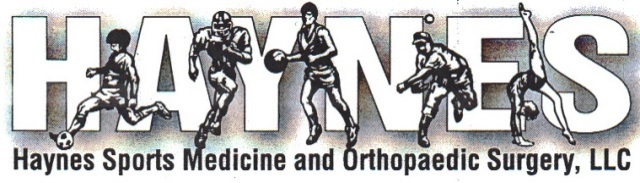 HAYNES
Haynes Sports Medicine and Orthopaedic Surgery, LLC